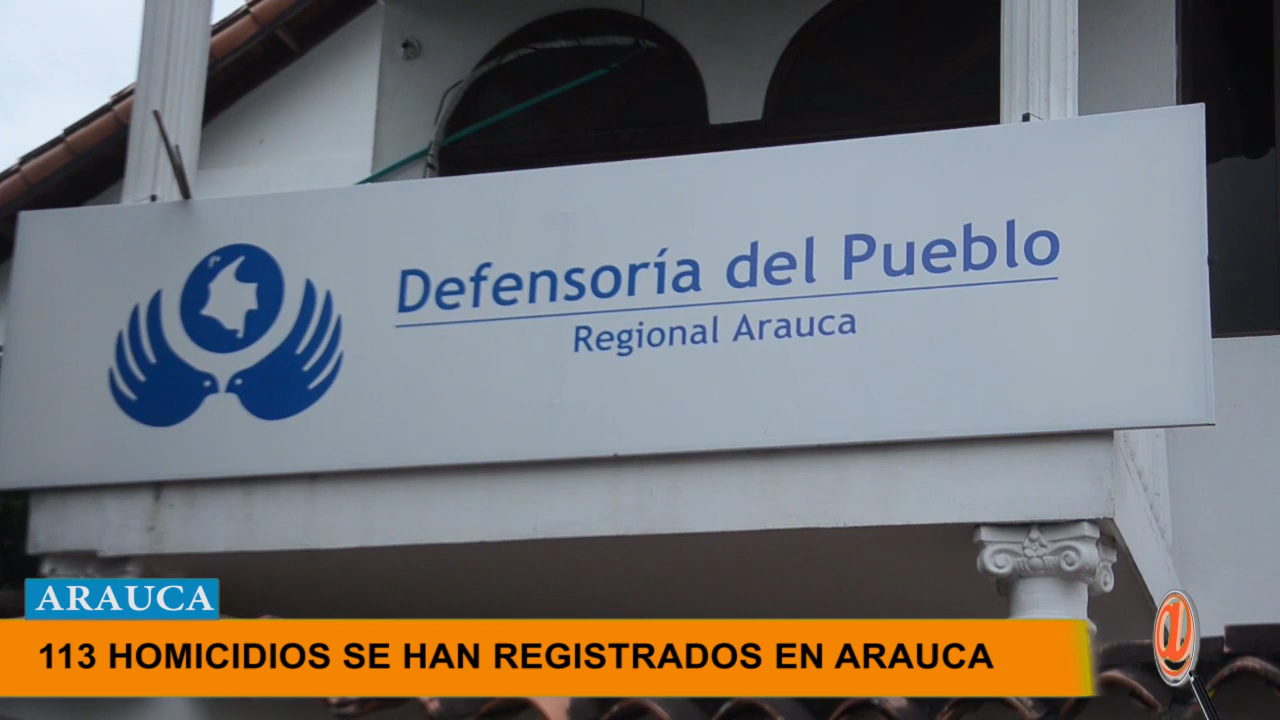 Defensoría del Pueblo
Regional Arauca
ARAUCA
113 HOMICIDIOS SE HAN REGISTRADOS EN ARAUCA
@